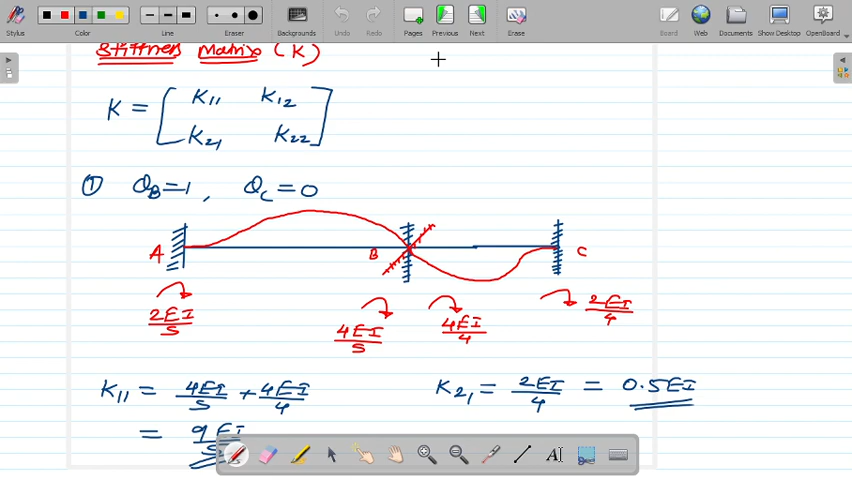 Stylus Color Line Eraser Backgrounds Undo Redo Pages Previous Next Erase Board Web Documents Show Desktop OpenBoard
Stiffness Matrix (K)
K = [ K11 K12
K21 K22 ]
① θB=1, θC=0
A B C
2EI/5 4EI/5 4EI/4 2EI/4
K11 = 4EI/5 + 4EI/4 K21 = 2EI/4 = 0.5EI
= 9EI/5